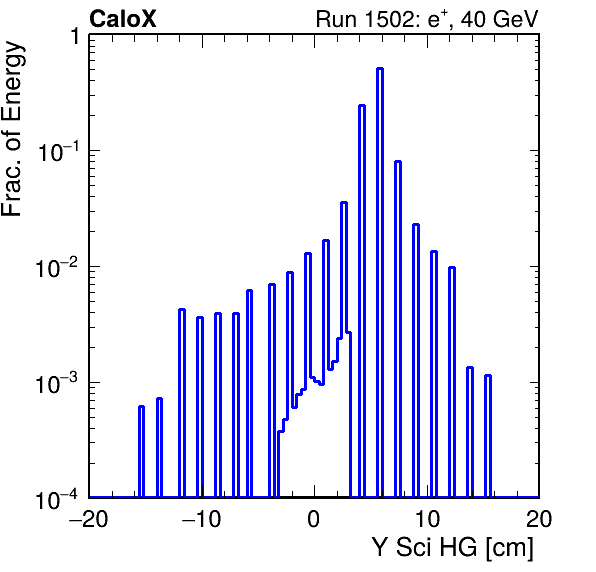 CaloX Run 1502: e⁺, 40 GeV
Frac. of Energy
1
10⁻¹
10⁻²
10⁻³
10⁻⁴
−20 −10 0 10 20
Y Sci HG [cm]